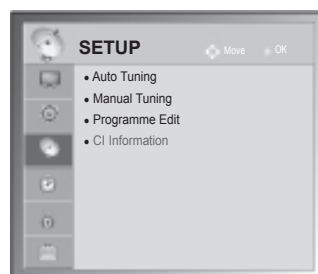 SETUP
Move OK
• Auto Tuning
• Manual Tuning
• Programme Edit
• CI Information